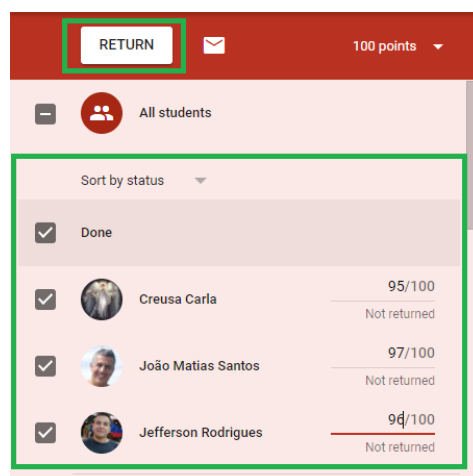 RETURN
100 points
All students
Sort by status
Done
Creusa Carla
95/100
Not returned
João Matias Santos
97/100
Not returned
Jefferson Rodrigues
96/100
Not returned